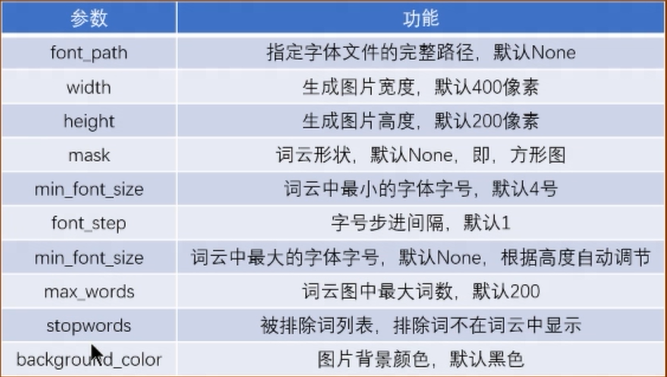 参数 功能
font_path 指定字体文件的完整路径，默认None
width 生成图片宽度，默认400像素
height 生成图片高度，默认200像素
mask 词云形状，默认None，即，方形图
min_font_size 词云中最小的字体字号，默认4号
font_step 字号步进间隔，默认1
min_font_size 词云中最大的字体字号，默认None，根据高度自动调节
max_words 词云图中最大词数，默认200
stopwords 被排除词列表，排除词不在词云中显示
background_color 图片背景颜色，默认黑色